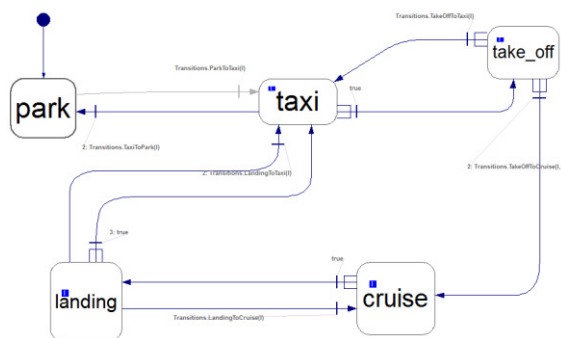 Transitions.TakeOffToTaxi(I)
take_off
Transitions.ParkToTaxi(I)
true
park
taxi
2: Transitions.TaxiToPark(I)
2: Transitions.LandingToTaxi(I)
2: Transitions.TakeOffToCruise(I,
3: true
true
landing
cruise
Transitions.LandingToCruise(I)